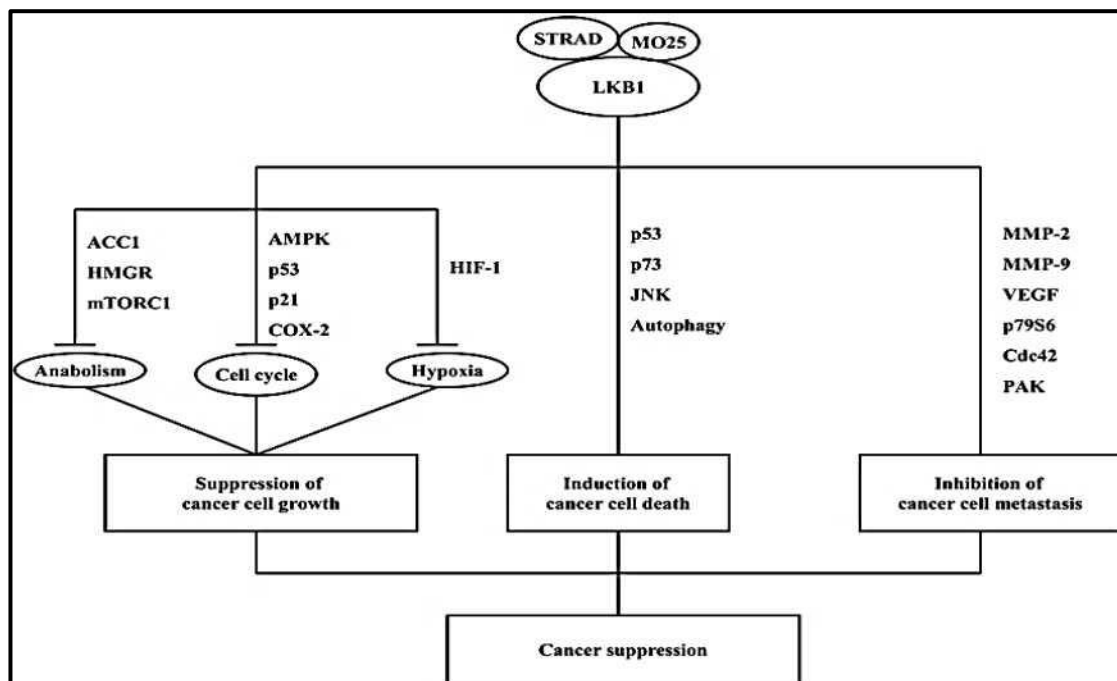 STRAD
MO25
LKB1
ACC1
HMGR
mTORC1
AMPK
p53
p21
COX-2
HIF-1
p53
p73
JNK
Autophagy
MMP-2
MMP-9
VEGF
p79S6
Cdc42
PAK
Anabolism
Cell cycle
Hypoxia
Suppression of
cancer cell growth
Induction of
cancer cell death
Inhibition of
cancer cell metastasis
Cancer suppression